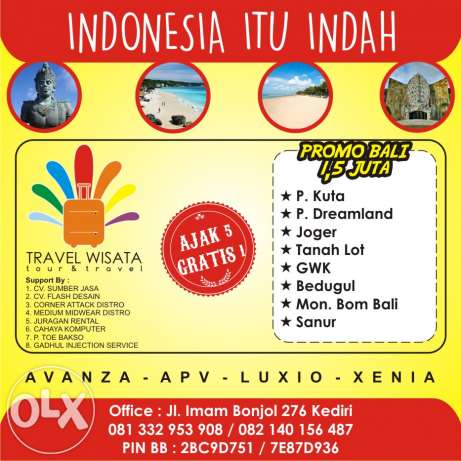 INDONESIA ITU INDAH
PROMO BALI
1,5 JUTA
★ P. Kuta
★ P. Dreamland
★ Joger
★ Tanah Lot
★ GWK
★ Bedugul
★ Mon. Bom Bali
★ Sanur
AJAK 5
GRATIS 1
TRAVEL WISATA
tour & travel
Support By :
1. CV. SUMBER JASA
2. CV. FLASH DESAIN
3. CORNER ATTACK DISTRO
4. MEDIUM MIDWEAR DISTRO
5. JURAGAN RENTAL
6. CAHAYA KOMPUTER
7. P. TOE BAKSO
8. GADHUL INJECTION SERVICE
AVANZA - APV - LUXIO - XENIA
OLX
Office : Jl. Imam Bonjol 276 Kediri
081 332 953 908 / 082 140 156 487
PIN BB : 2BC9D751 / 7E87D936